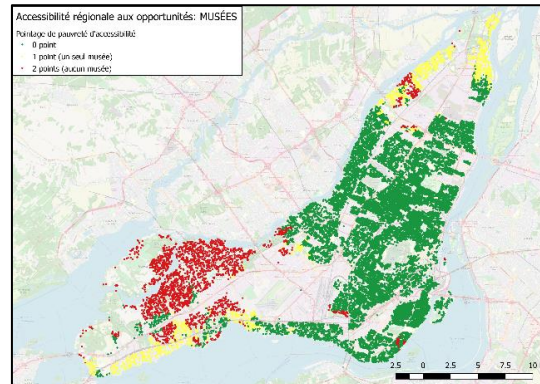 Accessibilité régionale aux opportunités: MUSÉES
Pointage de pauvreté d'accessibilité
0 point
1 point (un seul musée)
2 points (aucun musée)
2.5 0 2.5 5 7.5 10